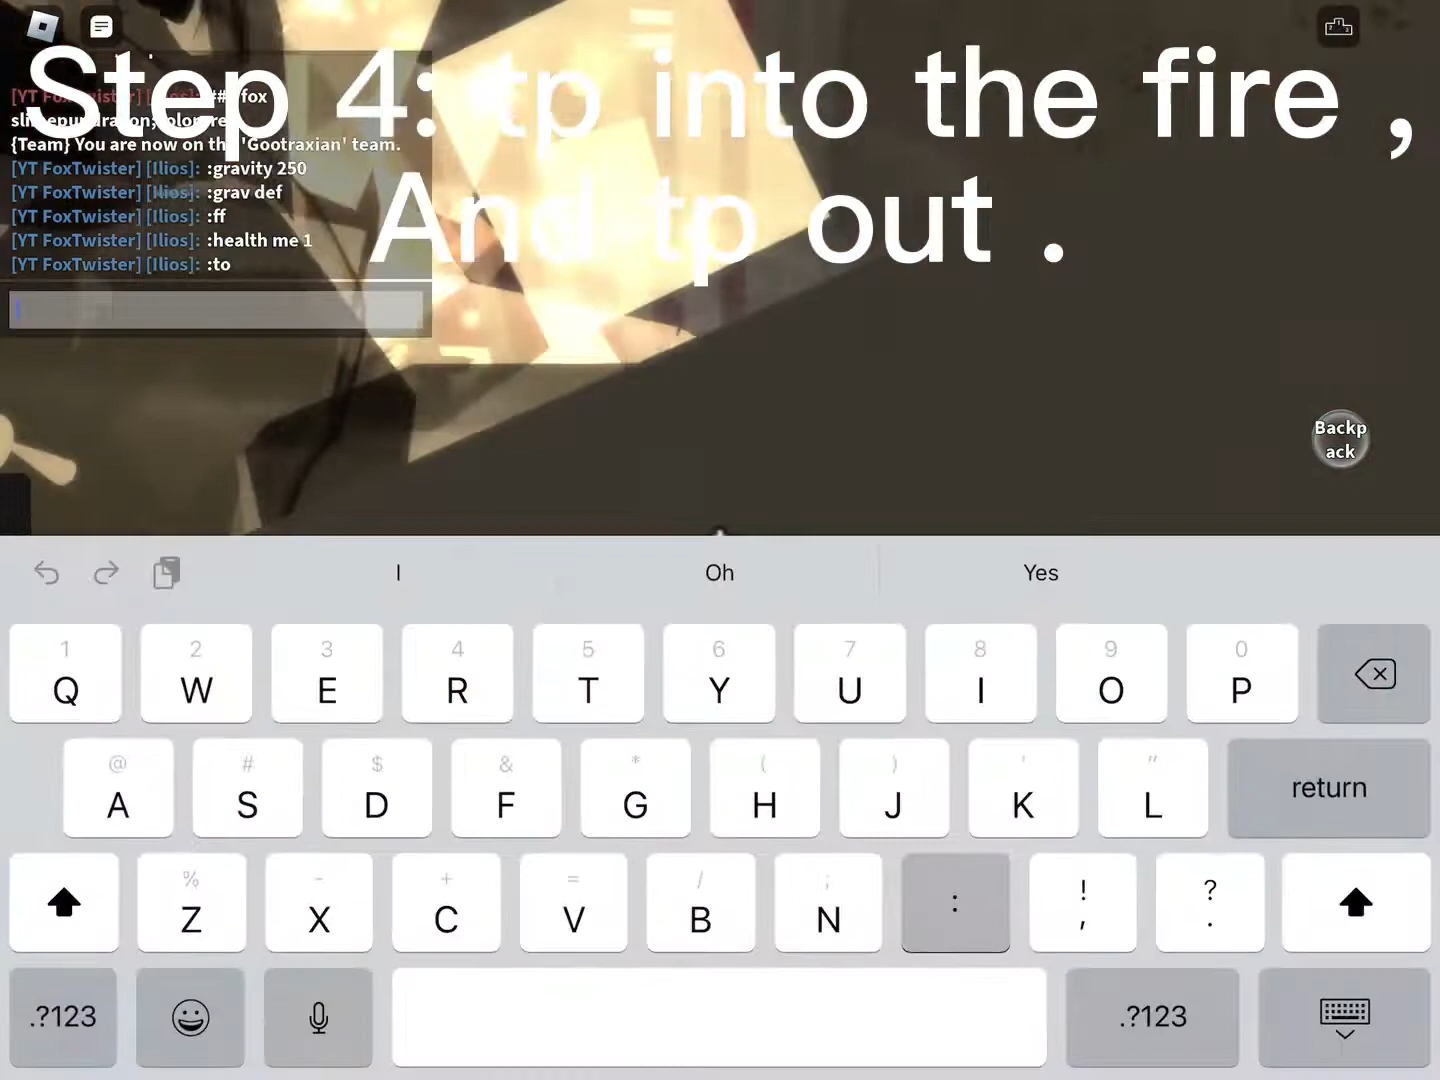 Step 4: tp into the fire ,
And tp out .
fox
{Team} You are now on the 'Gootraxian' team.
[YT FoxTwister] [Ilios]: :gravity 250
[YT FoxTwister] [Ilios]: :grav def
[YT FoxTwister] [Ilios]: :ff
[YT FoxTwister] [Ilios]: :health me 1
[YT FoxTwister] [Ilios]: :to
Backp
ack
I Oh Yes
1 2 3 4 5 6 7 8 9 0
Q W E R T Y U I O P
@ # $ & * ( ) ' "
A S D F G H J K L return
% - + = / ; : ! ?
Z X C V B N , .
.?123 .?123